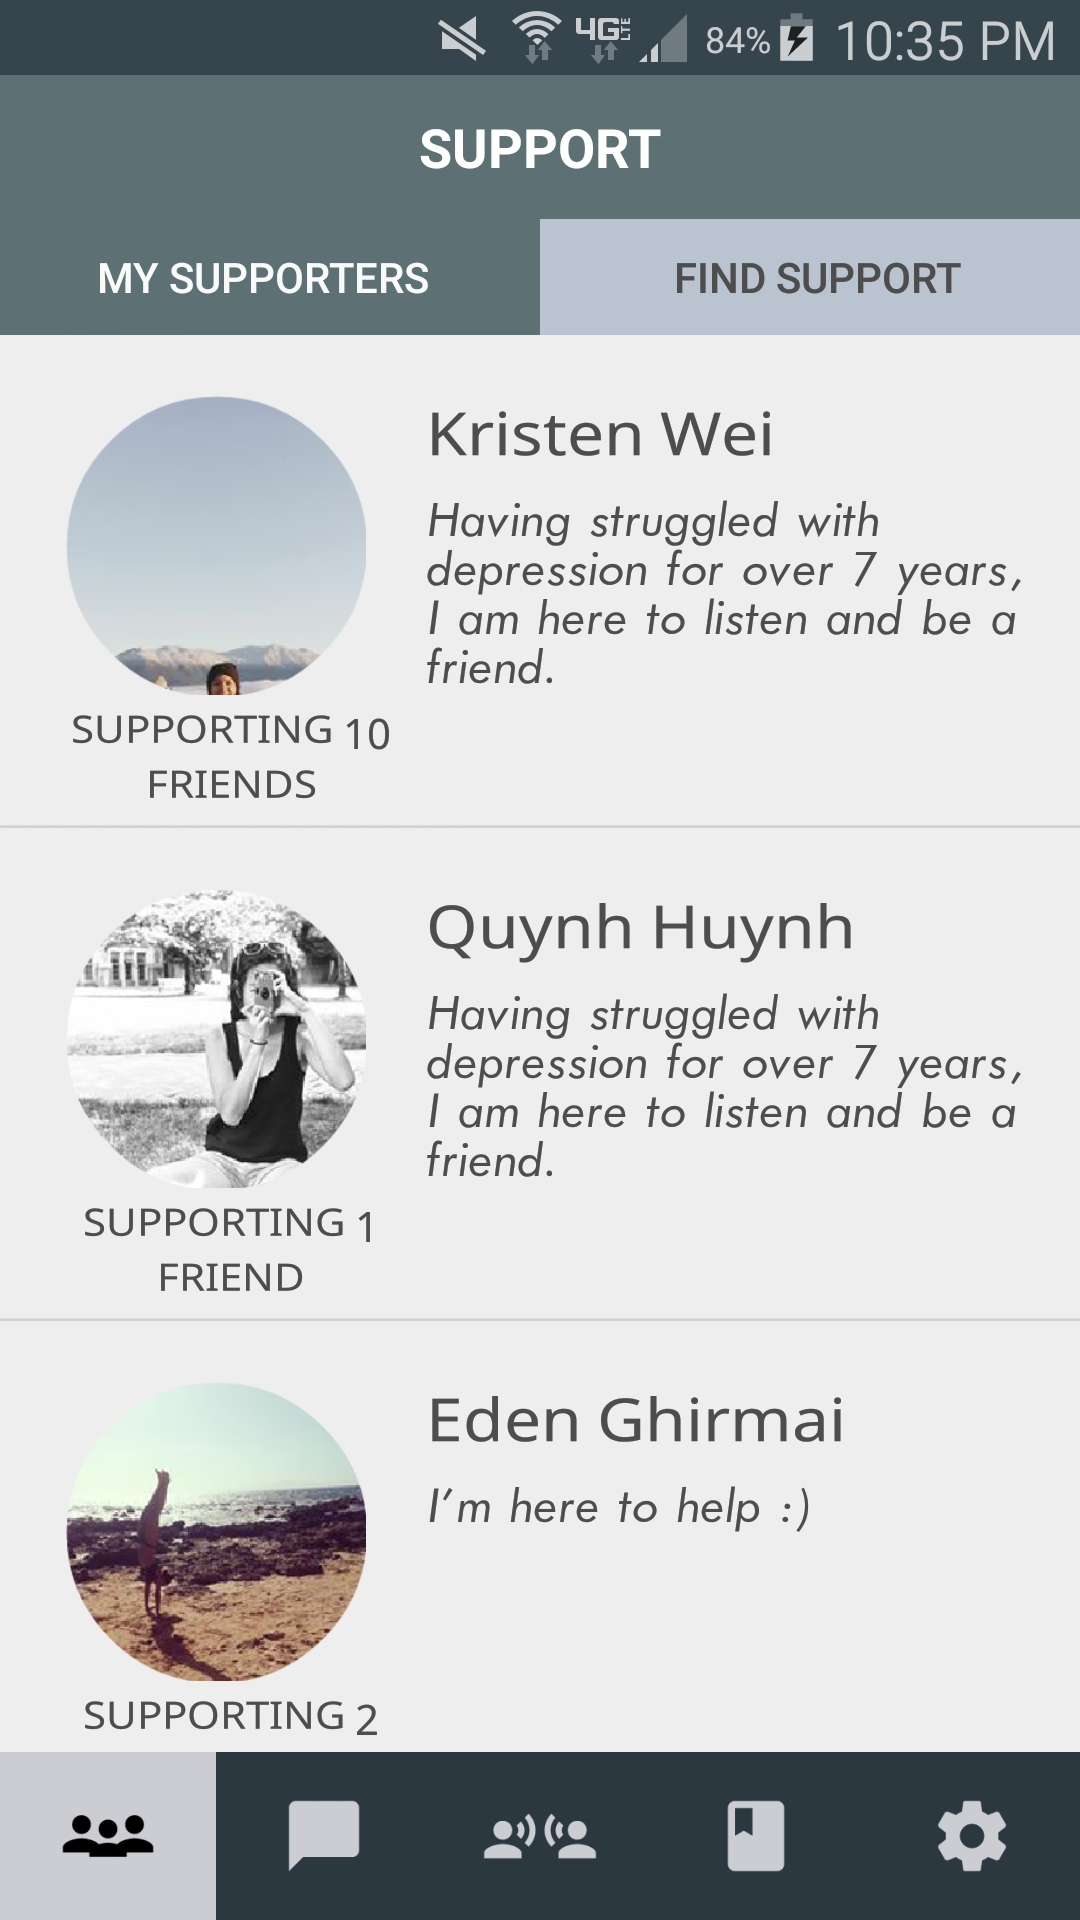 4G LTE 84% 10:35 PM
SUPPORT
MY SUPPORTERS FIND SUPPORT
Kristen Wei
Having struggled with
depression for over 7 years,
I am here to listen and be a
friend.
SUPPORTING 10
FRIENDS
Quynh Huynh
Having struggled with
depression for over 7 years,
I am here to listen and be a
friend.
SUPPORTING 1
FRIEND
Eden Ghirmai
I'm here to help :)
SUPPORTING 2